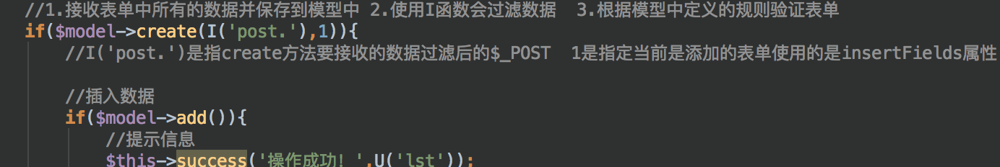 //1.接收表单中所有的数据并保存到模型中 2.使用I函数会过滤数据  3.根据模型中定义的规则验证表单
if($model->create(I('post.'),1)){
//I('post.')是指create方法要接收的数据过滤后的$_POST  1是指定当前是添加的表单使用的是insertFields属性
//插入数据
if($model->add()){
//提示信息
$this->success('操作成功！',U('lst'));